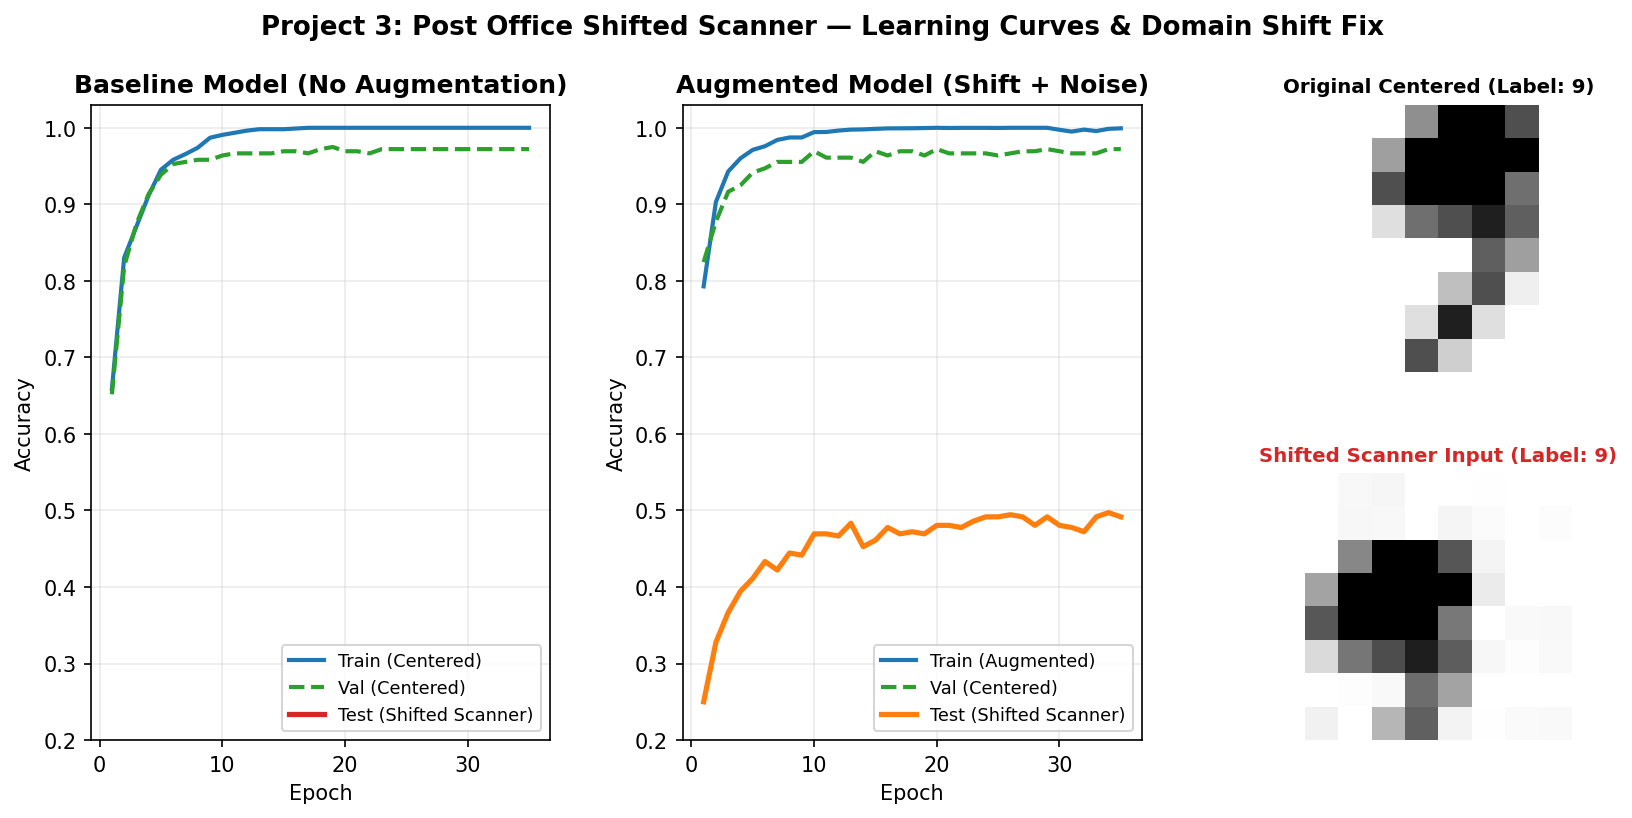 Project 3: Post Office Shifted Scanner — Learning Curves & Domain Shift Fix
Baseline Model (No Augmentation)
1.0
0.9
0.8
0.7
0.6
0.5
0.4
0.3
0.2
Accuracy
Train (Centered)
Val (Centered)
Test (Shifted Scanner)
0 10 20 30
Epoch
Augmented Model (Shift + Noise)
1.0
0.9
0.8
0.7
0.6
0.5
0.4
0.3
0.2
Accuracy
Train (Augmented)
Val (Centered)
Test (Shifted Scanner)
0 10 20 30
Epoch
Original Centered (Label: 9)
Shifted Scanner Input (Label: 9)